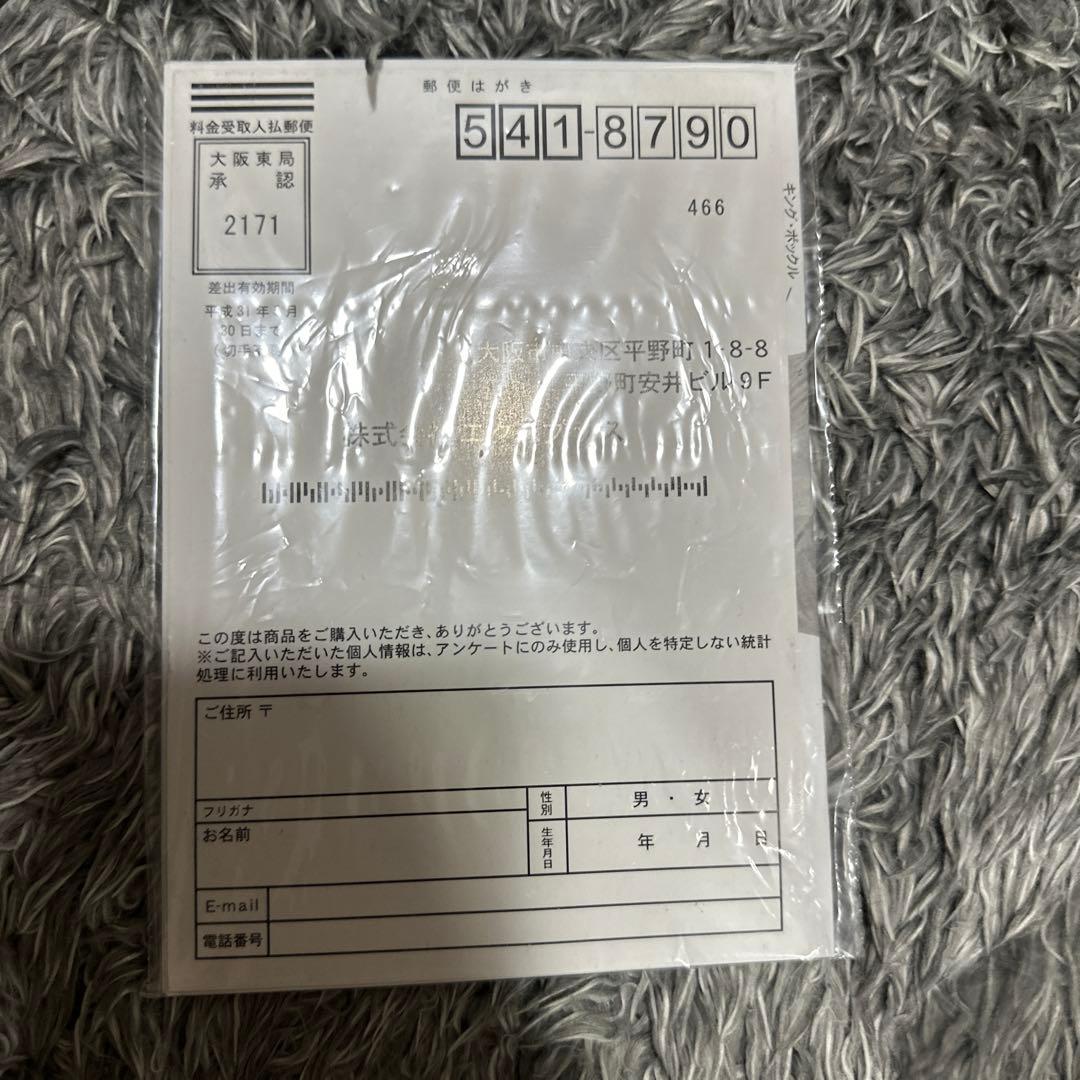 郵便はがき
料金受取人払郵便
541-8790
大阪東局
承認
2171
466
キング・ボックル
差出有効期間
平成31年 月
30日まで
(切手
大阪 区平野町1-8-8
町安井ビル9F
株式 ス
この度は商品をご購入いただき、ありがとうございます。
※ご記入いただいた個人情報は、アンケートにのみ使用し、個人を特定しない統計
処理に利用いたします。
ご住所 〒
フリガナ
性別
男・女
お名前
生年月日
年 月 日
E-mail
電話番号